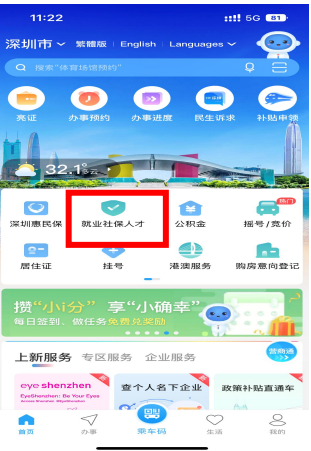 11:22 5G 81
深圳市 繁體版 English Languages
搜索“体育场馆预约”
亮证 办事预约 办事进度 民生诉求 补贴申领
32.1° 多云
热门
深圳惠民保 就业社保人才 公积金 摇号/竞价
居住证 挂号 港澳服务 购房意向登记
攒“小i分” 享“小确幸”
每日签到、做任务免费兑奖励
上新服务 专区服务 企业服务 营商通
eye shenzhen 查个人名下企业 政策补贴直通车
EyeShenzhen: Be Your Eyes
首页 办事 乘车码 生活 我的